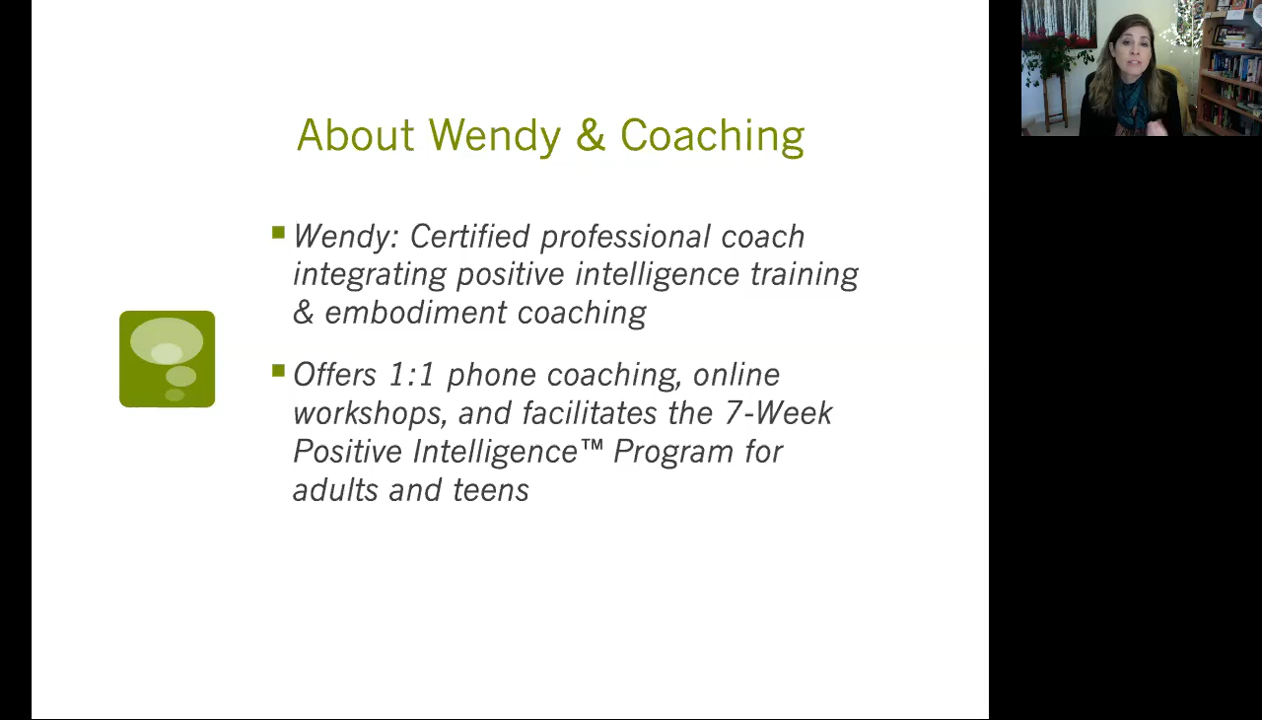 About Wendy & Coaching
Wendy: Certified professional coach
integrating positive intelligence training
& embodiment coaching
Offers 1:1 phone coaching, online
workshops, and facilitates the 7-Week
Positive Intelligence™ Program for
adults and teens